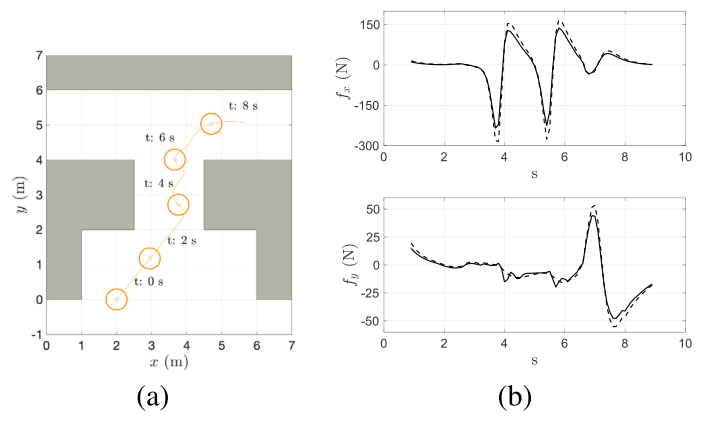 7
6
5
4
3
2
1
0
-1
y (m)
t: 8 s
t: 6 s
t: 4 s
t: 2 s
t: 0 s
0 1 2 3 4 5 6 7
x (m)
(a)
150
0
-150
-300
f_x (N)
0 2 4 6 8 10
s
50
25
0
-25
-50
f_y (N)
0 2 4 6 8 10
s
(b)